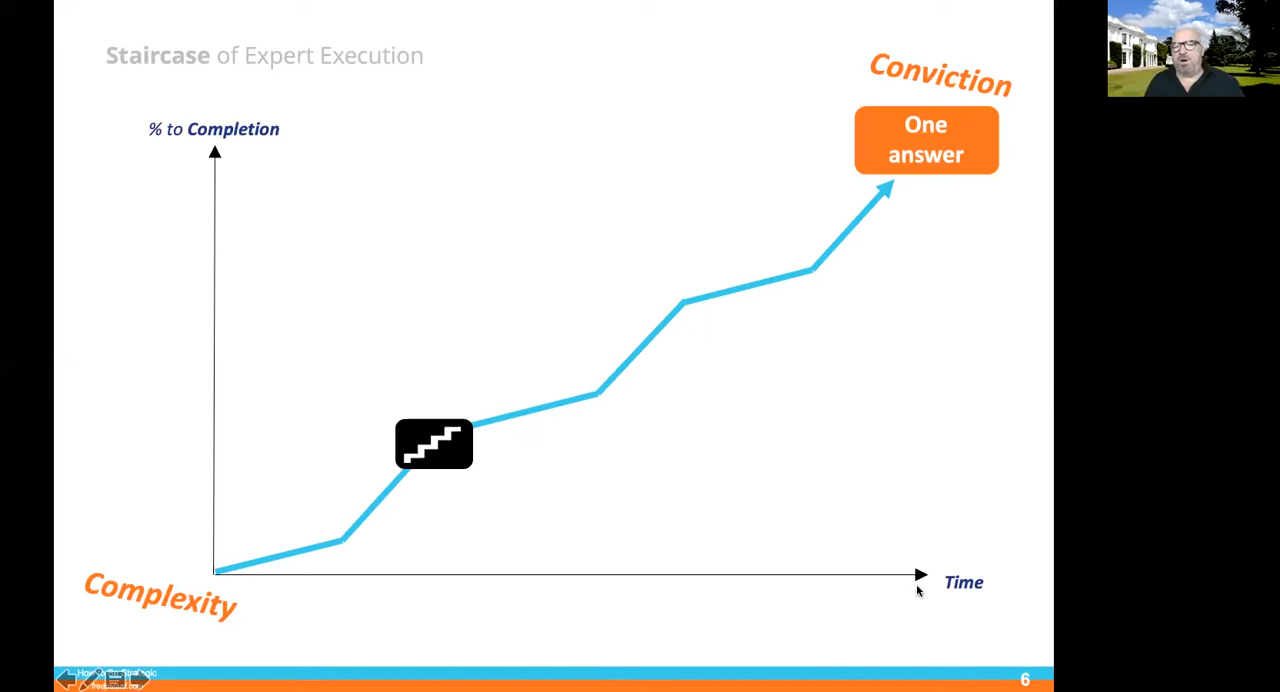 Staircase of Expert Execution
Conviction
One
answer
% to Completion
Complexity
Time
6